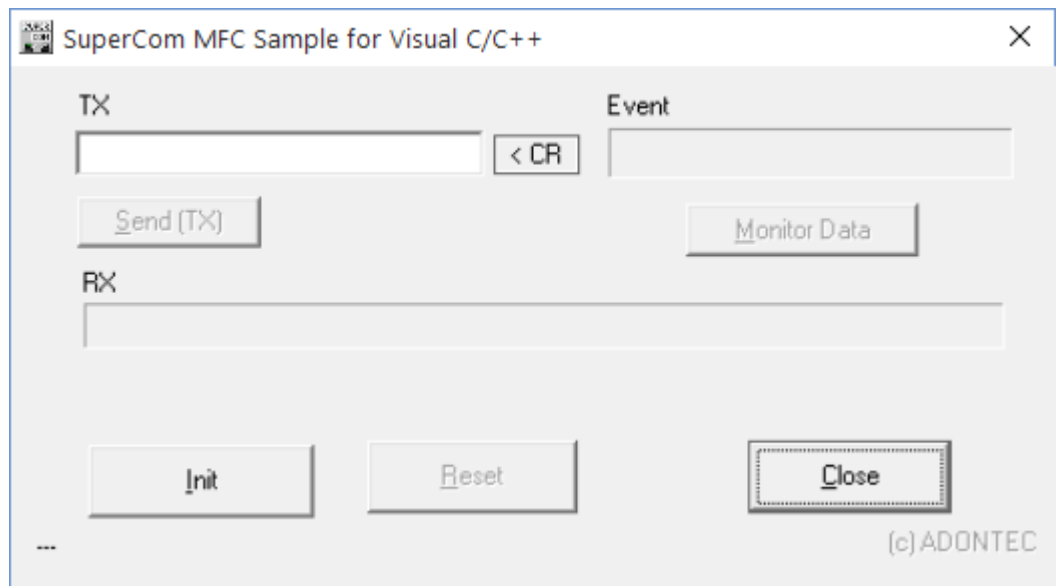 SuperCom MFC Sample for Visual C/C++
TX
Event
< CR
Send (TX)
Monitor Data
RX
Init
Reset
Close
---
(c) ADONTEC